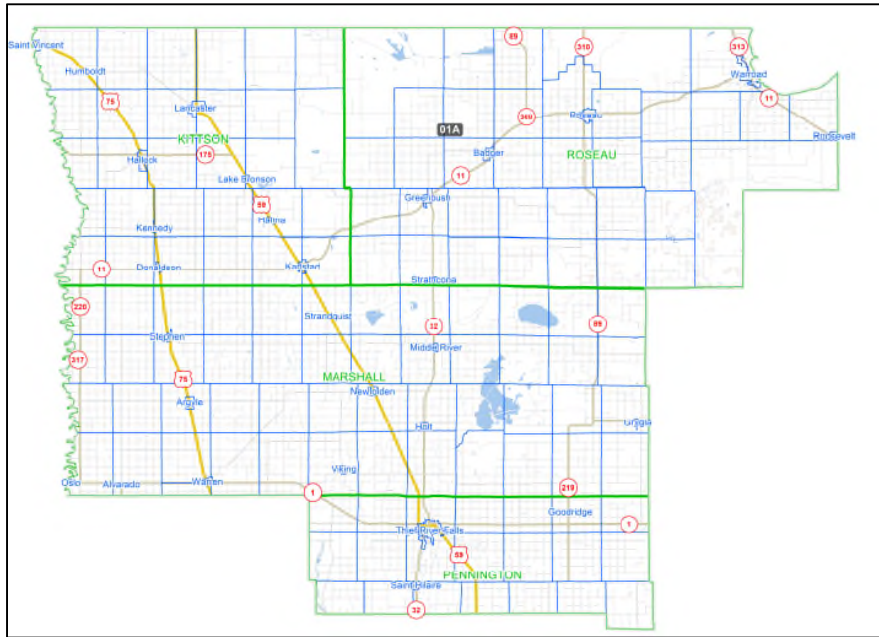 Saint Vincent
89
310
313
Humboldt
Warroad
75
Lancaster
11
369
Roseau
01A
Roosevelt
KITTSON
175
Badger
ROSEAU
Hallock
Lake Bronson
11
59
Greenbush
Halma
Kennedy
11
Donaldson
Karlstad
Strathcona
220
Strandquist
32
89
Stephen
Middle River
317
75
MARSHALL
Newfolden
Argyle
Holt
Grygla
Viking
Oslo
Alvarado
Warren
1
219
Goodridge
Thief River Falls
1
59
PENNINGTON
Saint Hilaire
32